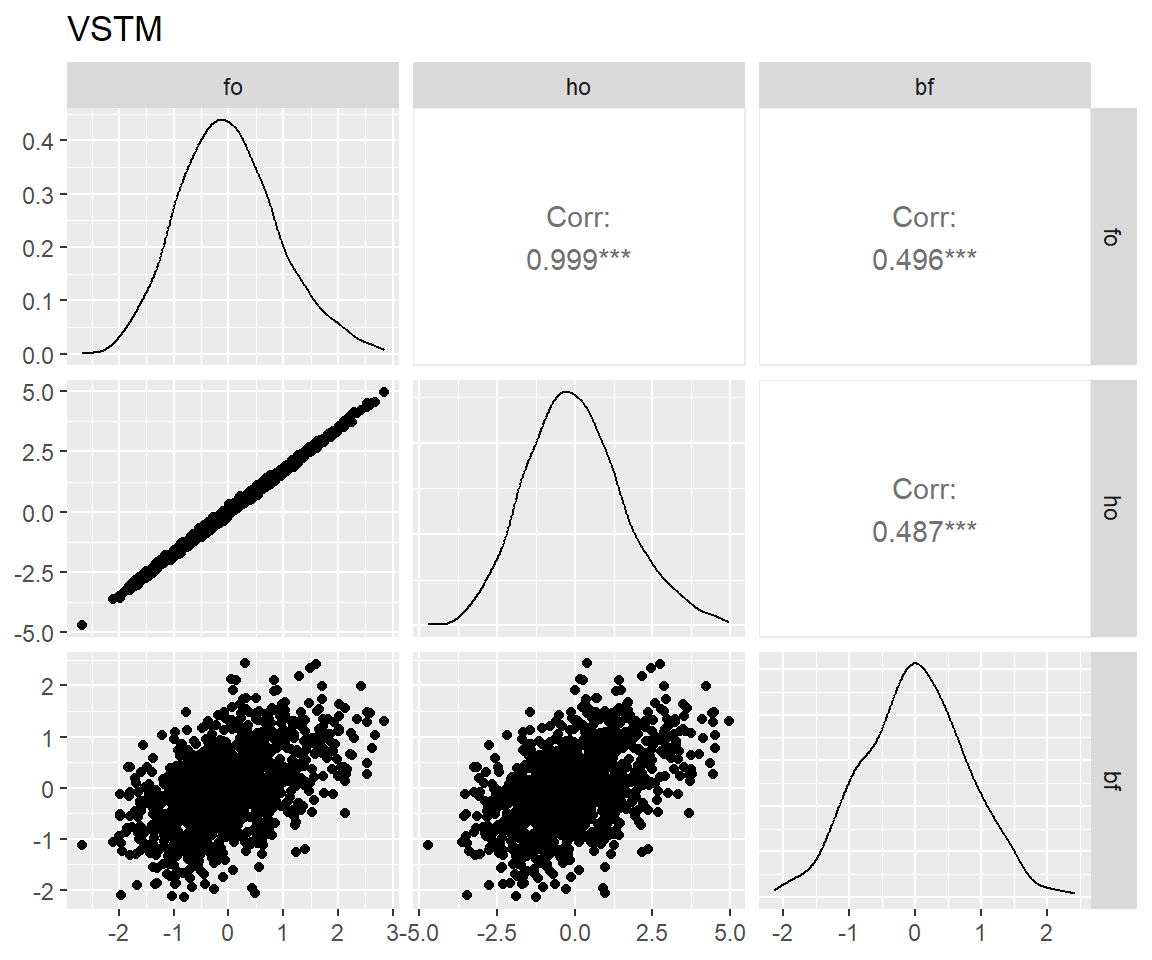 VSTM
fo ho bf
0.4
0.3
0.2
0.1
0.0
Corr:
0.999***
Corr:
0.496***
fo
5.0
2.5
0.0
-2.5
-5.0
Corr:
0.487***
ho
2
1
0
-1
-2
bf
-2 -1 0 1 2 3 -5.0 -2.5 0.0 2.5 5.0 -2 -1 0 1 2